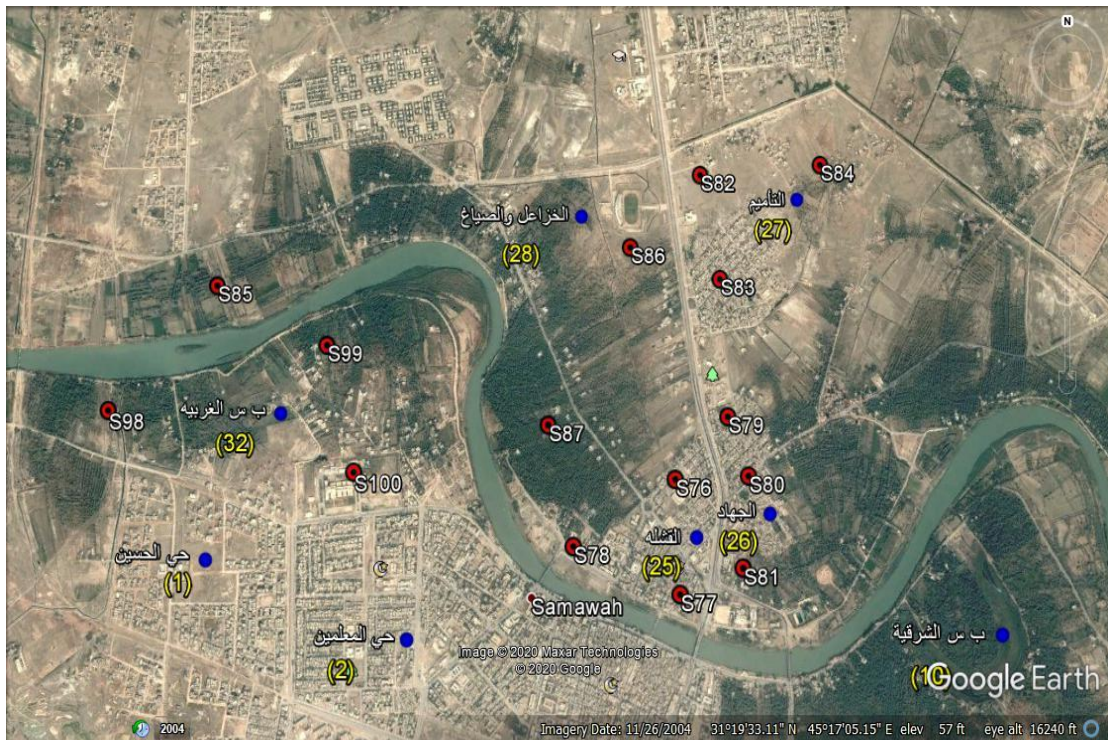 N
S82
S84
التأميم
(27)
الخزاعل والصياغ
(28)
S86
S83
S85
S99
S98
ب س الغربيه
(32)
S87
S79
S100
S76
S80
الجهاد
(26)
القشله
(25)
S78
S81
حي الحسين
(1)
S77
Samawah
حي المعلمين
(2)
ب س الشرقية
(10)
Image © 2020 Maxar Technologies
© 2020 Google
Google Earth
2004
Imagery Date: 11/26/2004 31°19'33.11" N 45°17'05.15" E elev 57 ft eye alt 16240 ft